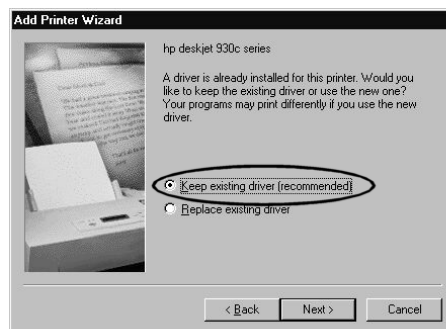 Add Printer Wizard
hp deskjet 930c series
A driver is already installed for this printer. Would you
like to keep the existing driver or use the new one?
Your programs may print differently if you use the new
driver.
Keep existing driver (recommended)
Replace existing driver
< Back
Next >
Cancel